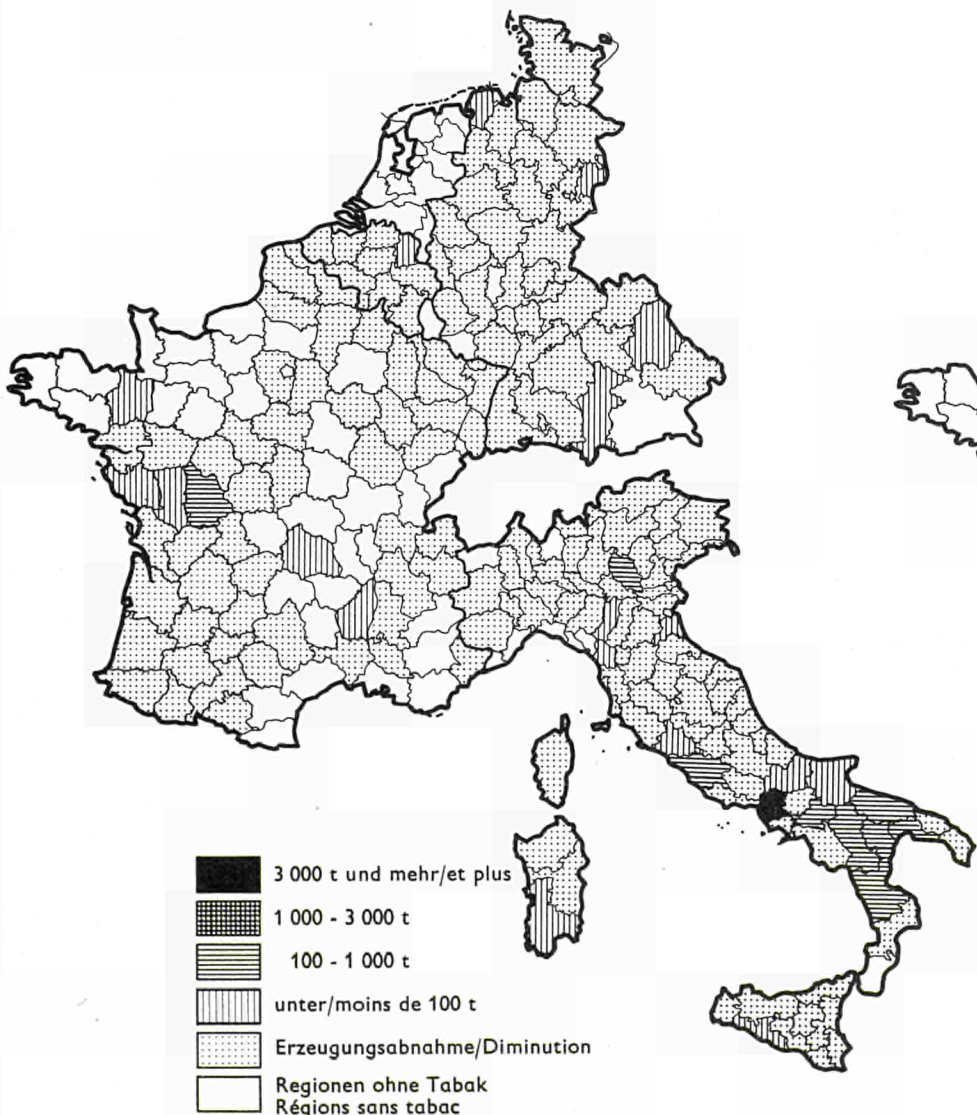 3 000 t und mehr/et plus
1 000 - 3 000 t
100 - 1 000 t
unter/moins de 100 t
Erzeugungsabnahme/Diminution
Regionen ohne Tabak
Régions sans tabac